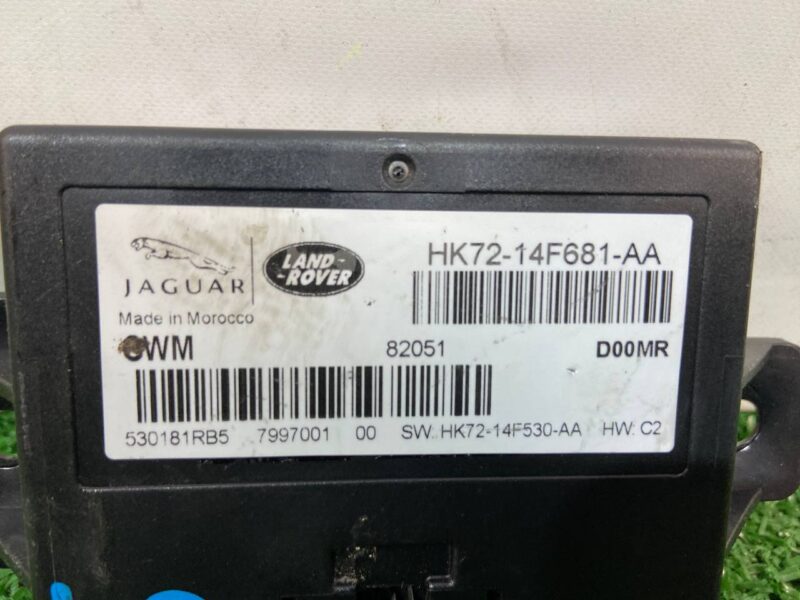 JAGUAR
LAND-
ROVER
HK72-14F681-AA
Made in Morocco
WM 82051 D00MR
530181RB5 7997001 00 SW: HK72-14F530-AA HW: C2